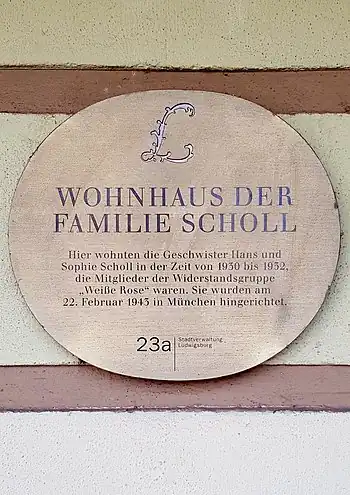 L
WOHNHAUS DER
FAMILIE SCHOLL
Hier wohnten die Geschwister Hans und
Sophie Scholl in der Zeit von 1930 bis 1932,
die Mitglieder der Widerstandsgruppe
„Weiße Rose“ waren. Sie wurden am
22. Februar 1943 in München hingerichtet.
23a
Stadtverwaltung
Ludwigsburg